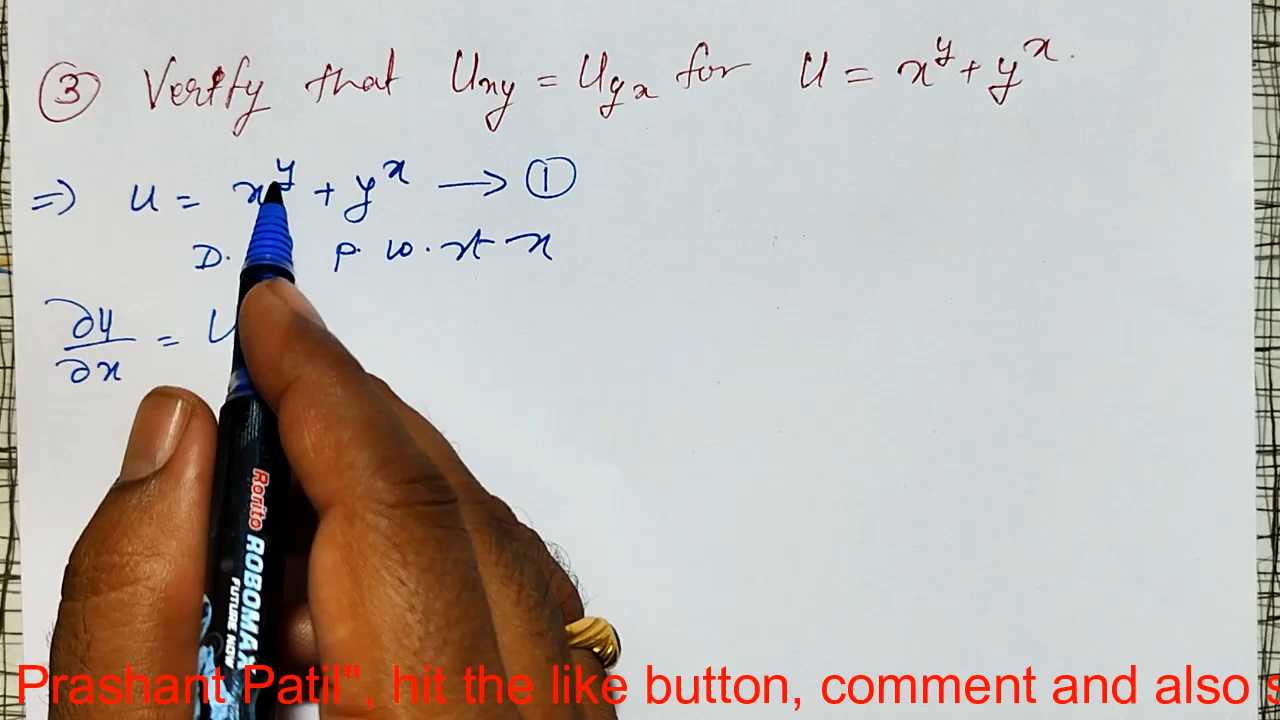 ③ Verify that Uxy = Uyx for U = x^y + y^x.
⇒ u = x^y + y^x → ①
D. p. w. r. t x
∂u/∂x = U
Rorito ROBOMAX
FUTURE NOW
Prashant Patil", hit the like button, comment and also s